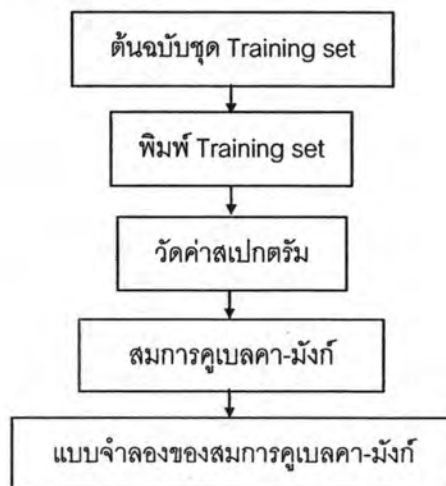 ต้นฉบับชุด Training set
พิมพ์ Training set
วัดค่าสเปกตรัม
สมการคูเบลคา-มังก์
แบบจำลองของสมการคูเบลคา-มังก์